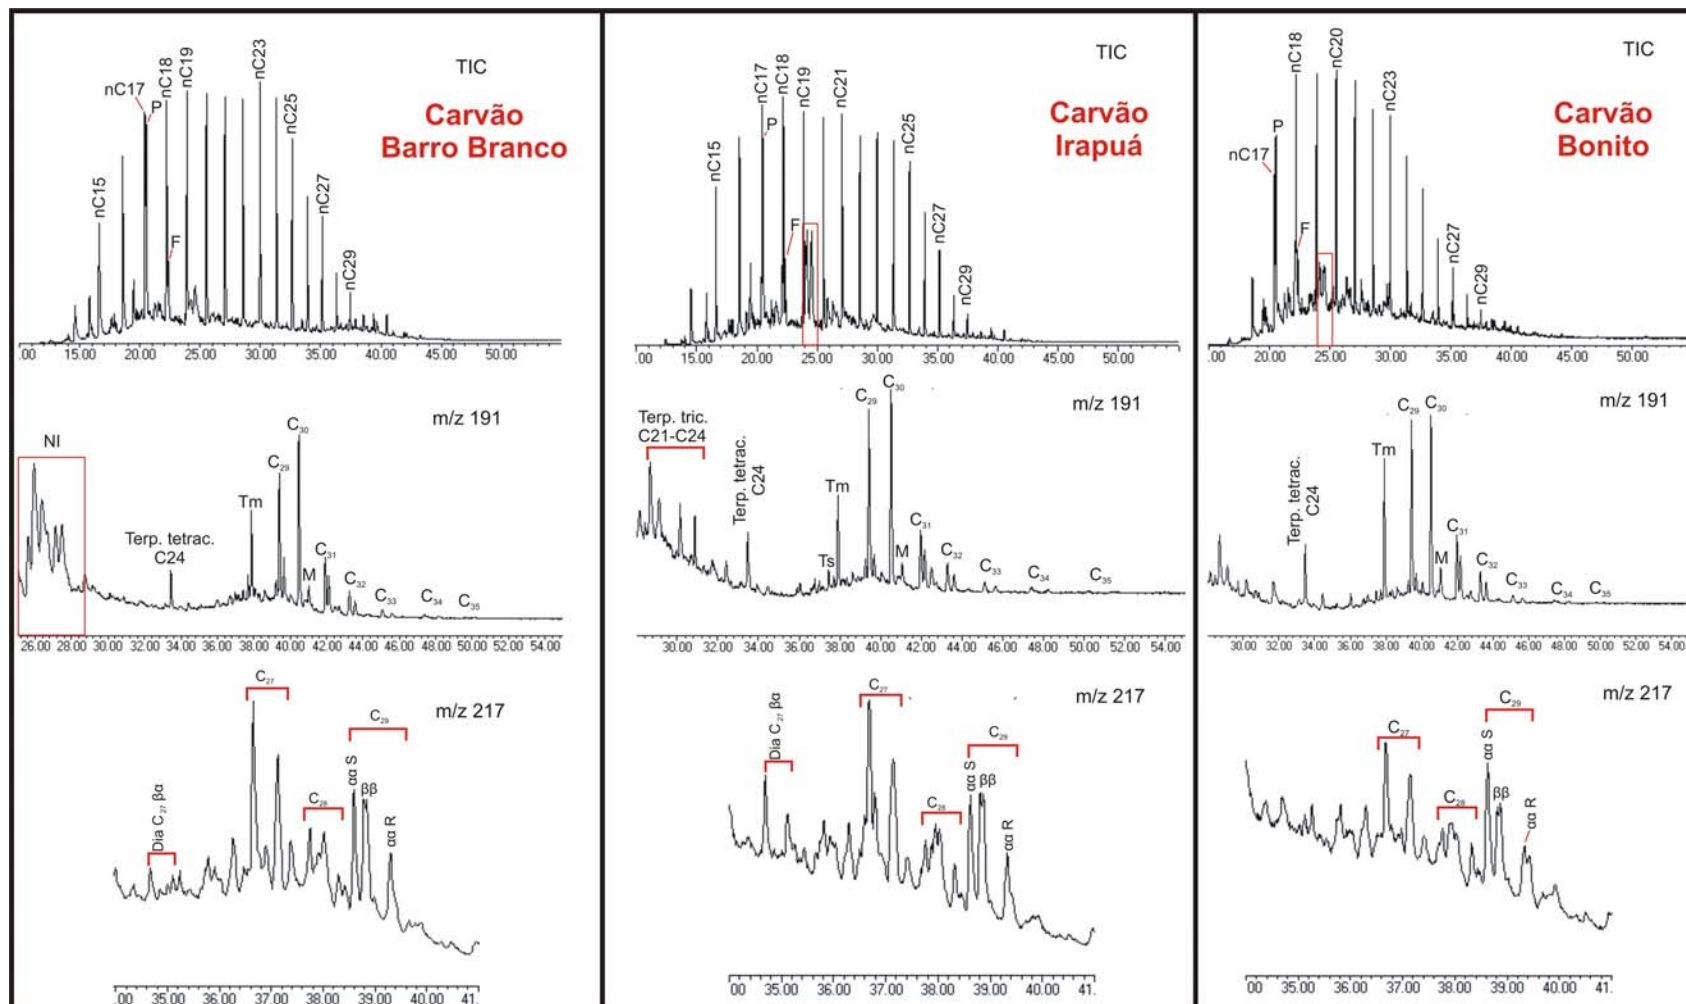 TIC
Carvão
Barro Branco
nC15
nC17
P
nC18
F
nC19
nC23
nC25
nC27
nC29
.00 15.00 20.00 25.00 30.00 35.00 40.00 50.00
m/z 191
NI
Terp. tetrac.
C24
Tm
C29
C30
M
C31
C32
C33
C34
C35
26.00 28.00 30.00 32.00 34.00 36.00 38.00 40.00 42.00 44.00 46.00 48.00 50.00 52.00 54.00
m/z 217
Dia C27 βα
C27
C28
C29
αα S
ββ
αα R
.00 35.00 36.00 37.00 38.00 39.00 40.00 41.
TIC
Carvão
Irapuá
nC15
nC17
P
nC18
F
nC19
nC21
nC25
nC27
nC29
.00 15.00 20.00 25.00 30.00 35.00 40.00 50.00
m/z 191
Terp. tric.
C21-C24
Terp. tetrac.
C24
Ts
Tm
C29
C30
M
C31
C32
C33
C34
C35
30.00 32.00 34.00 36.00 38.00 40.00 42.00 44.00 46.00 48.00 50.00 52.00 54.00
m/z 217
Dia C27 βα
C27
C28
C29
αα S
ββ
αα R
00 35.00 36.00 37.00 38.00 39.00 40.00 41.
TIC
Carvão
Bonito
nC17
P
nC18
F
nC20
nC23
nC27
nC29
.00 20.00 25.00 30.00 35.00 40.00 45.00 50.00
m/z 191
Terp. tetrac.
C24
Tm
C29
C30
M
C31
C32
C33
C34
C35
30.00 32.00 34.00 36.00 38.00 40.00 42.00 44.00 46.00 48.00 50.00 52.00 54.00
m/z 217
C27
C28
C29
αα S
ββ
αα R
00 35.00 36.00 37.00 38.00 39.00 40.00 41.